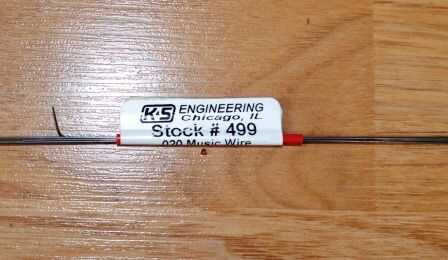 K+S ENGINEERING
Chicago, IL
Stock # 499
.020 Music Wire